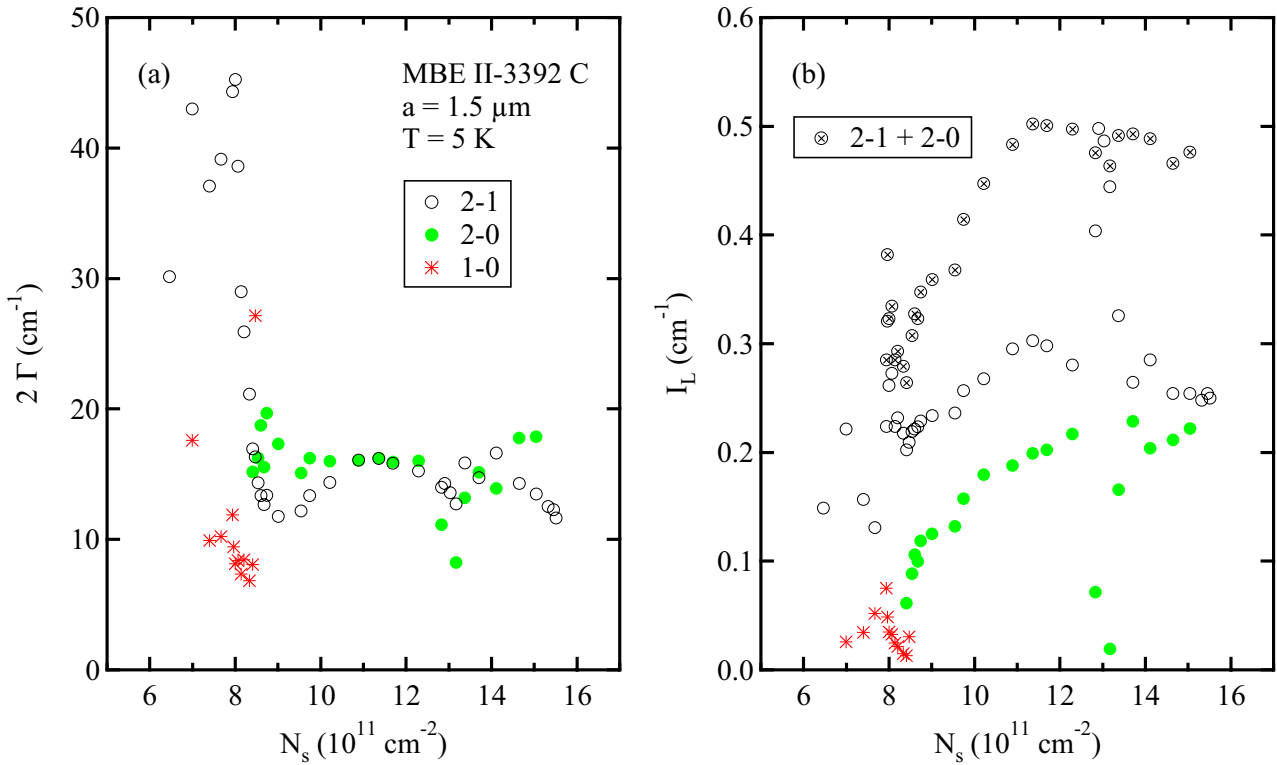 50
40
30
20
10
0
2 Γ (cm⁻¹)
(a)
MBE II-3392 C
a = 1.5 µm
T = 5 K
2-1
2-0
1-0
6
8
10
12
14
16
Nₛ (10¹¹ cm⁻²)
0.6
0.5
0.4
0.3
0.2
0.1
0.0
I_L (cm⁻¹)
(b)
2-1 + 2-0
6
8
10
12
14
16
Nₛ (10¹¹ cm⁻²)